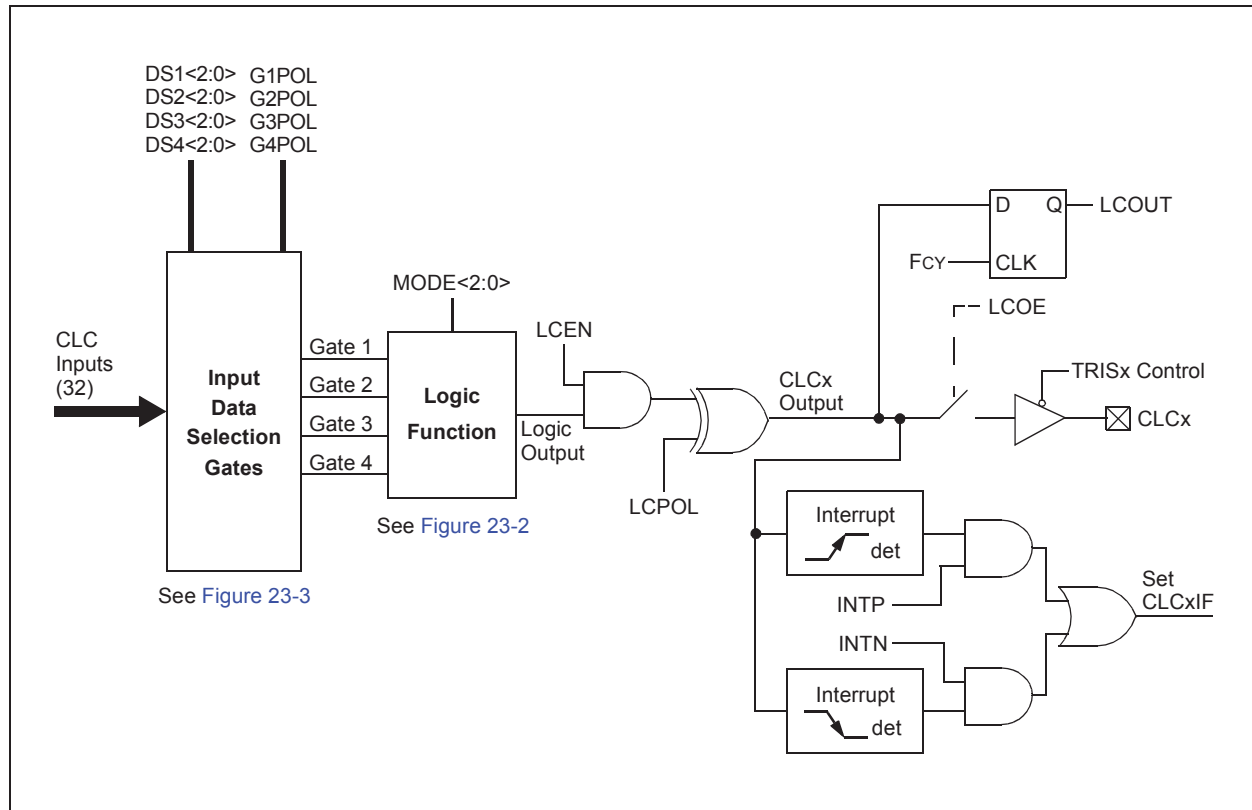 DS1<2:0> G1POL
DS2<2:0> G2POL
DS3<2:0> G3POL
DS4<2:0> G4POL
CLC
Inputs
(32)
Input
Data
Selection
Gates
See Figure 23-3
Gate 1
Gate 2
Gate 3
Gate 4
MODE<2:0>
Logic
Function
See Figure 23-2
Logic
Output
LCEN
LCPOL
CLCx
Output
D Q
CLK
LCOUT
FCY
LCOE
TRISx Control
CLCx
Interrupt
det
INTP
INTN
Interrupt
det
Set
CLCxIF